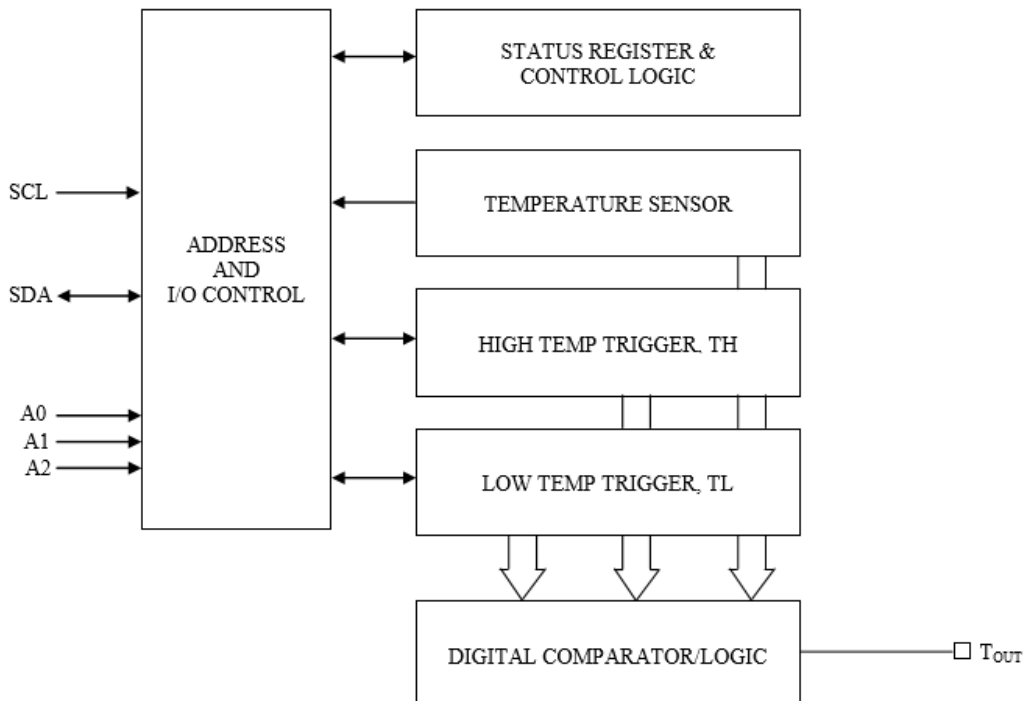 STATUS REGISTER &
CONTROL LOGIC
SCL
TEMPERATURE SENSOR
ADDRESS
AND
I/O CONTROL
SDA
HIGH TEMP TRIGGER, TH
A0
A1
A2
LOW TEMP TRIGGER, TL
DIGITAL COMPARATOR/LOGIC
TOUT